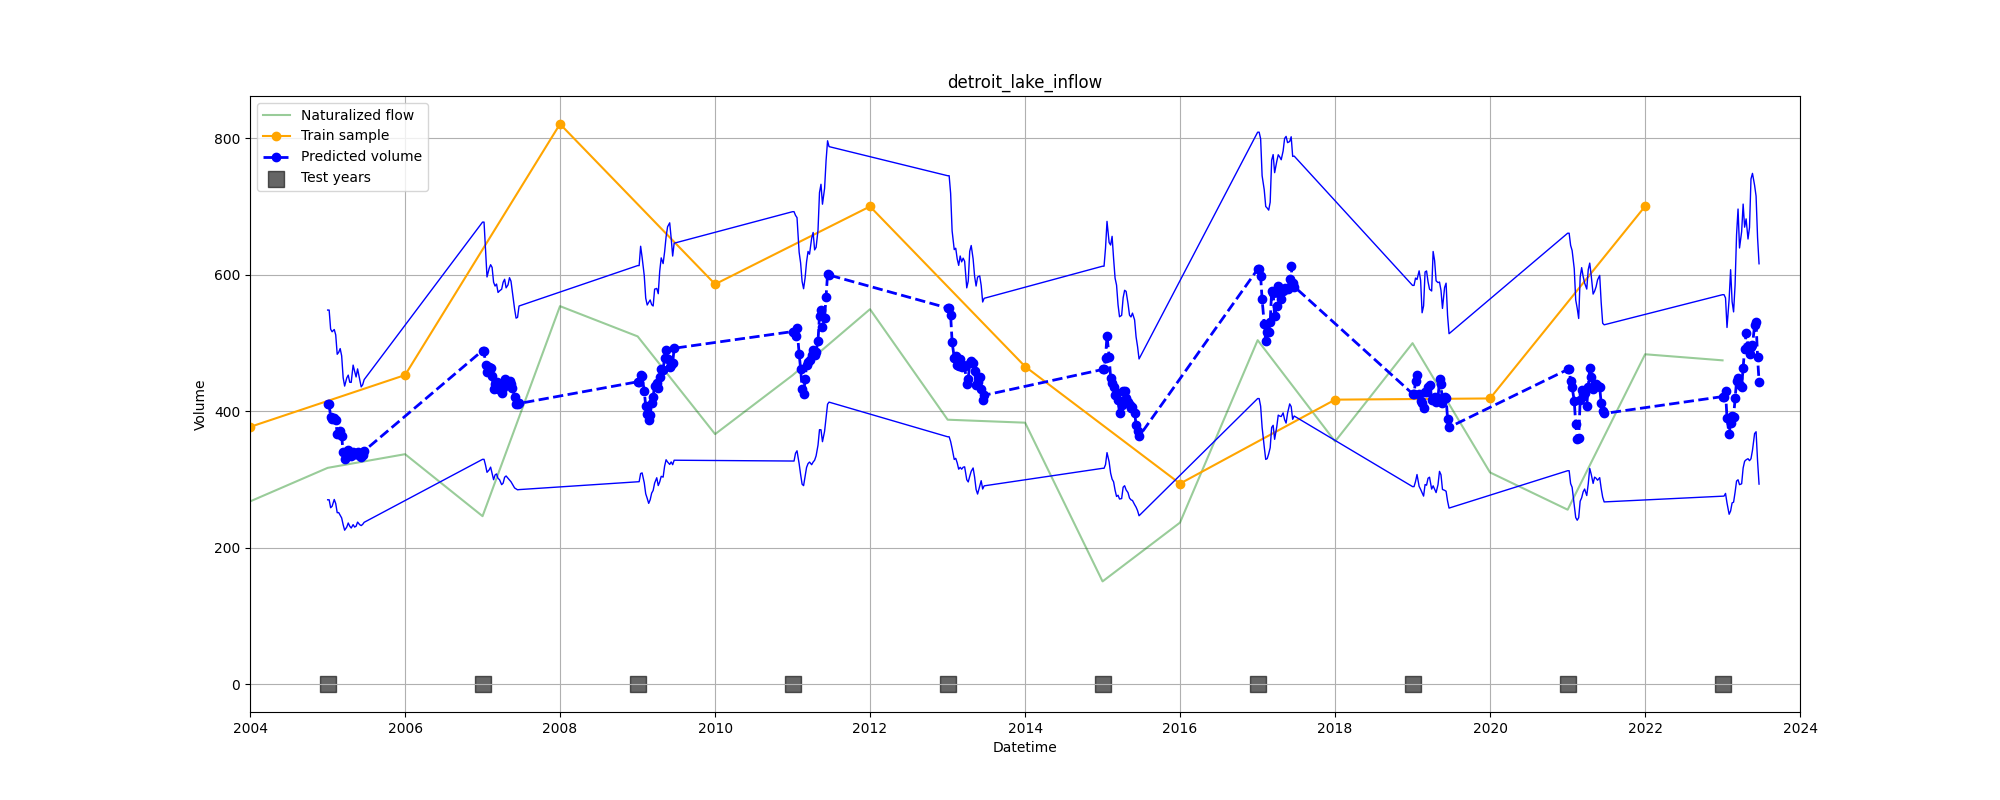 detroit_lake_inflow
Naturalized flow
Train sample
Predicted volume
Test years
800
600
400
200
0
Volume
2004 2006 2008 2010 2012 2014 2016 2018 2020 2022 2024
Datetime